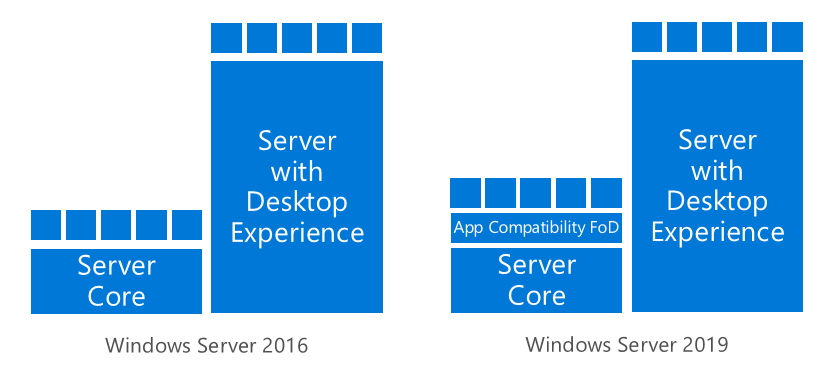 Server
with
Desktop
Experience
Server
Core
Windows Server 2016
Server
with
Desktop
Experience
App Compatibility FoD
Server
Core
Windows Server 2019